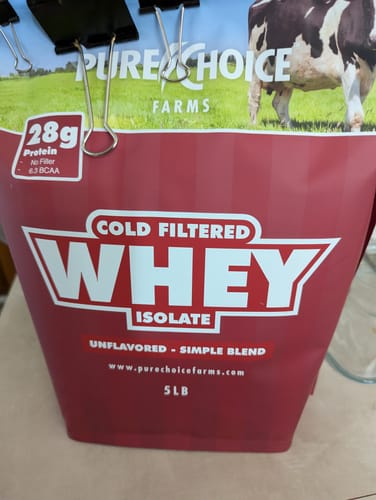 PURE CHOICE
FARMS
28g
Protein
No Filler
6.3 BCAA
COLD FILTERED
WHEY
ISOLATE
UNFLAVORED - SIMPLE BLEND
www.purechoicefarms.com
5LB